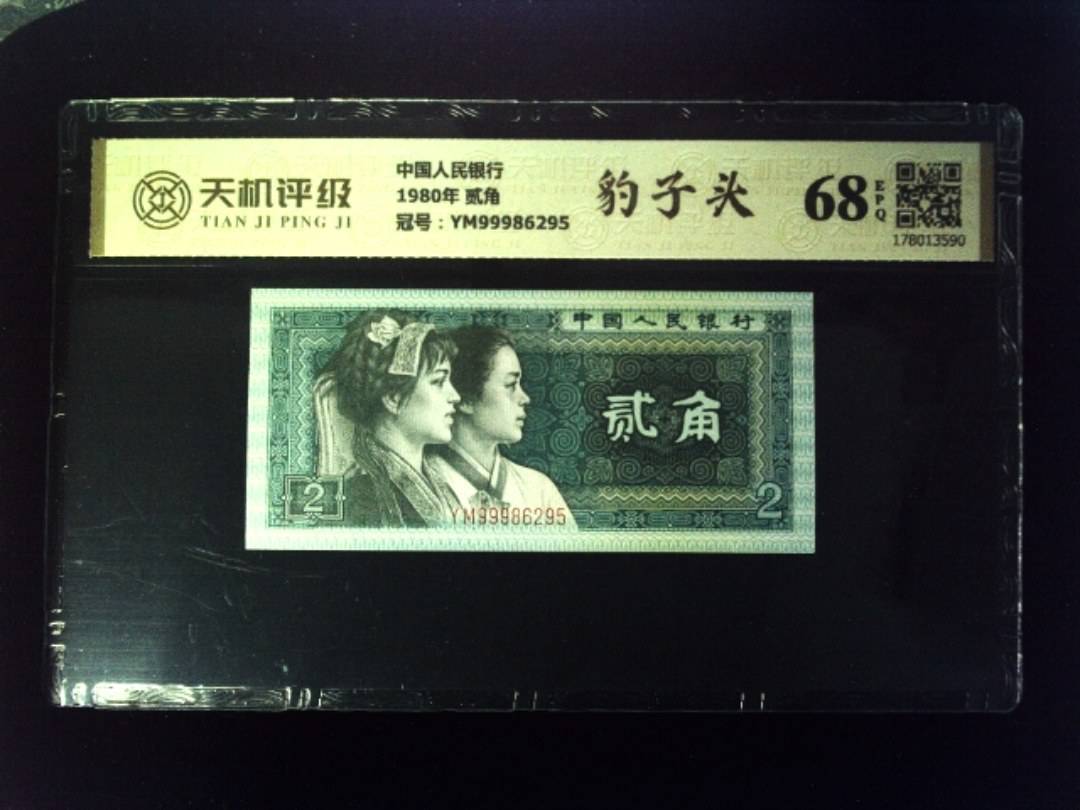 天机评级
TIAN JI PING JI
中国人民银行
1980年 贰角
冠号：YM99986295
豹子头
68
EPQ
178013590
中国人民银行
贰角
2
2
YM99986295